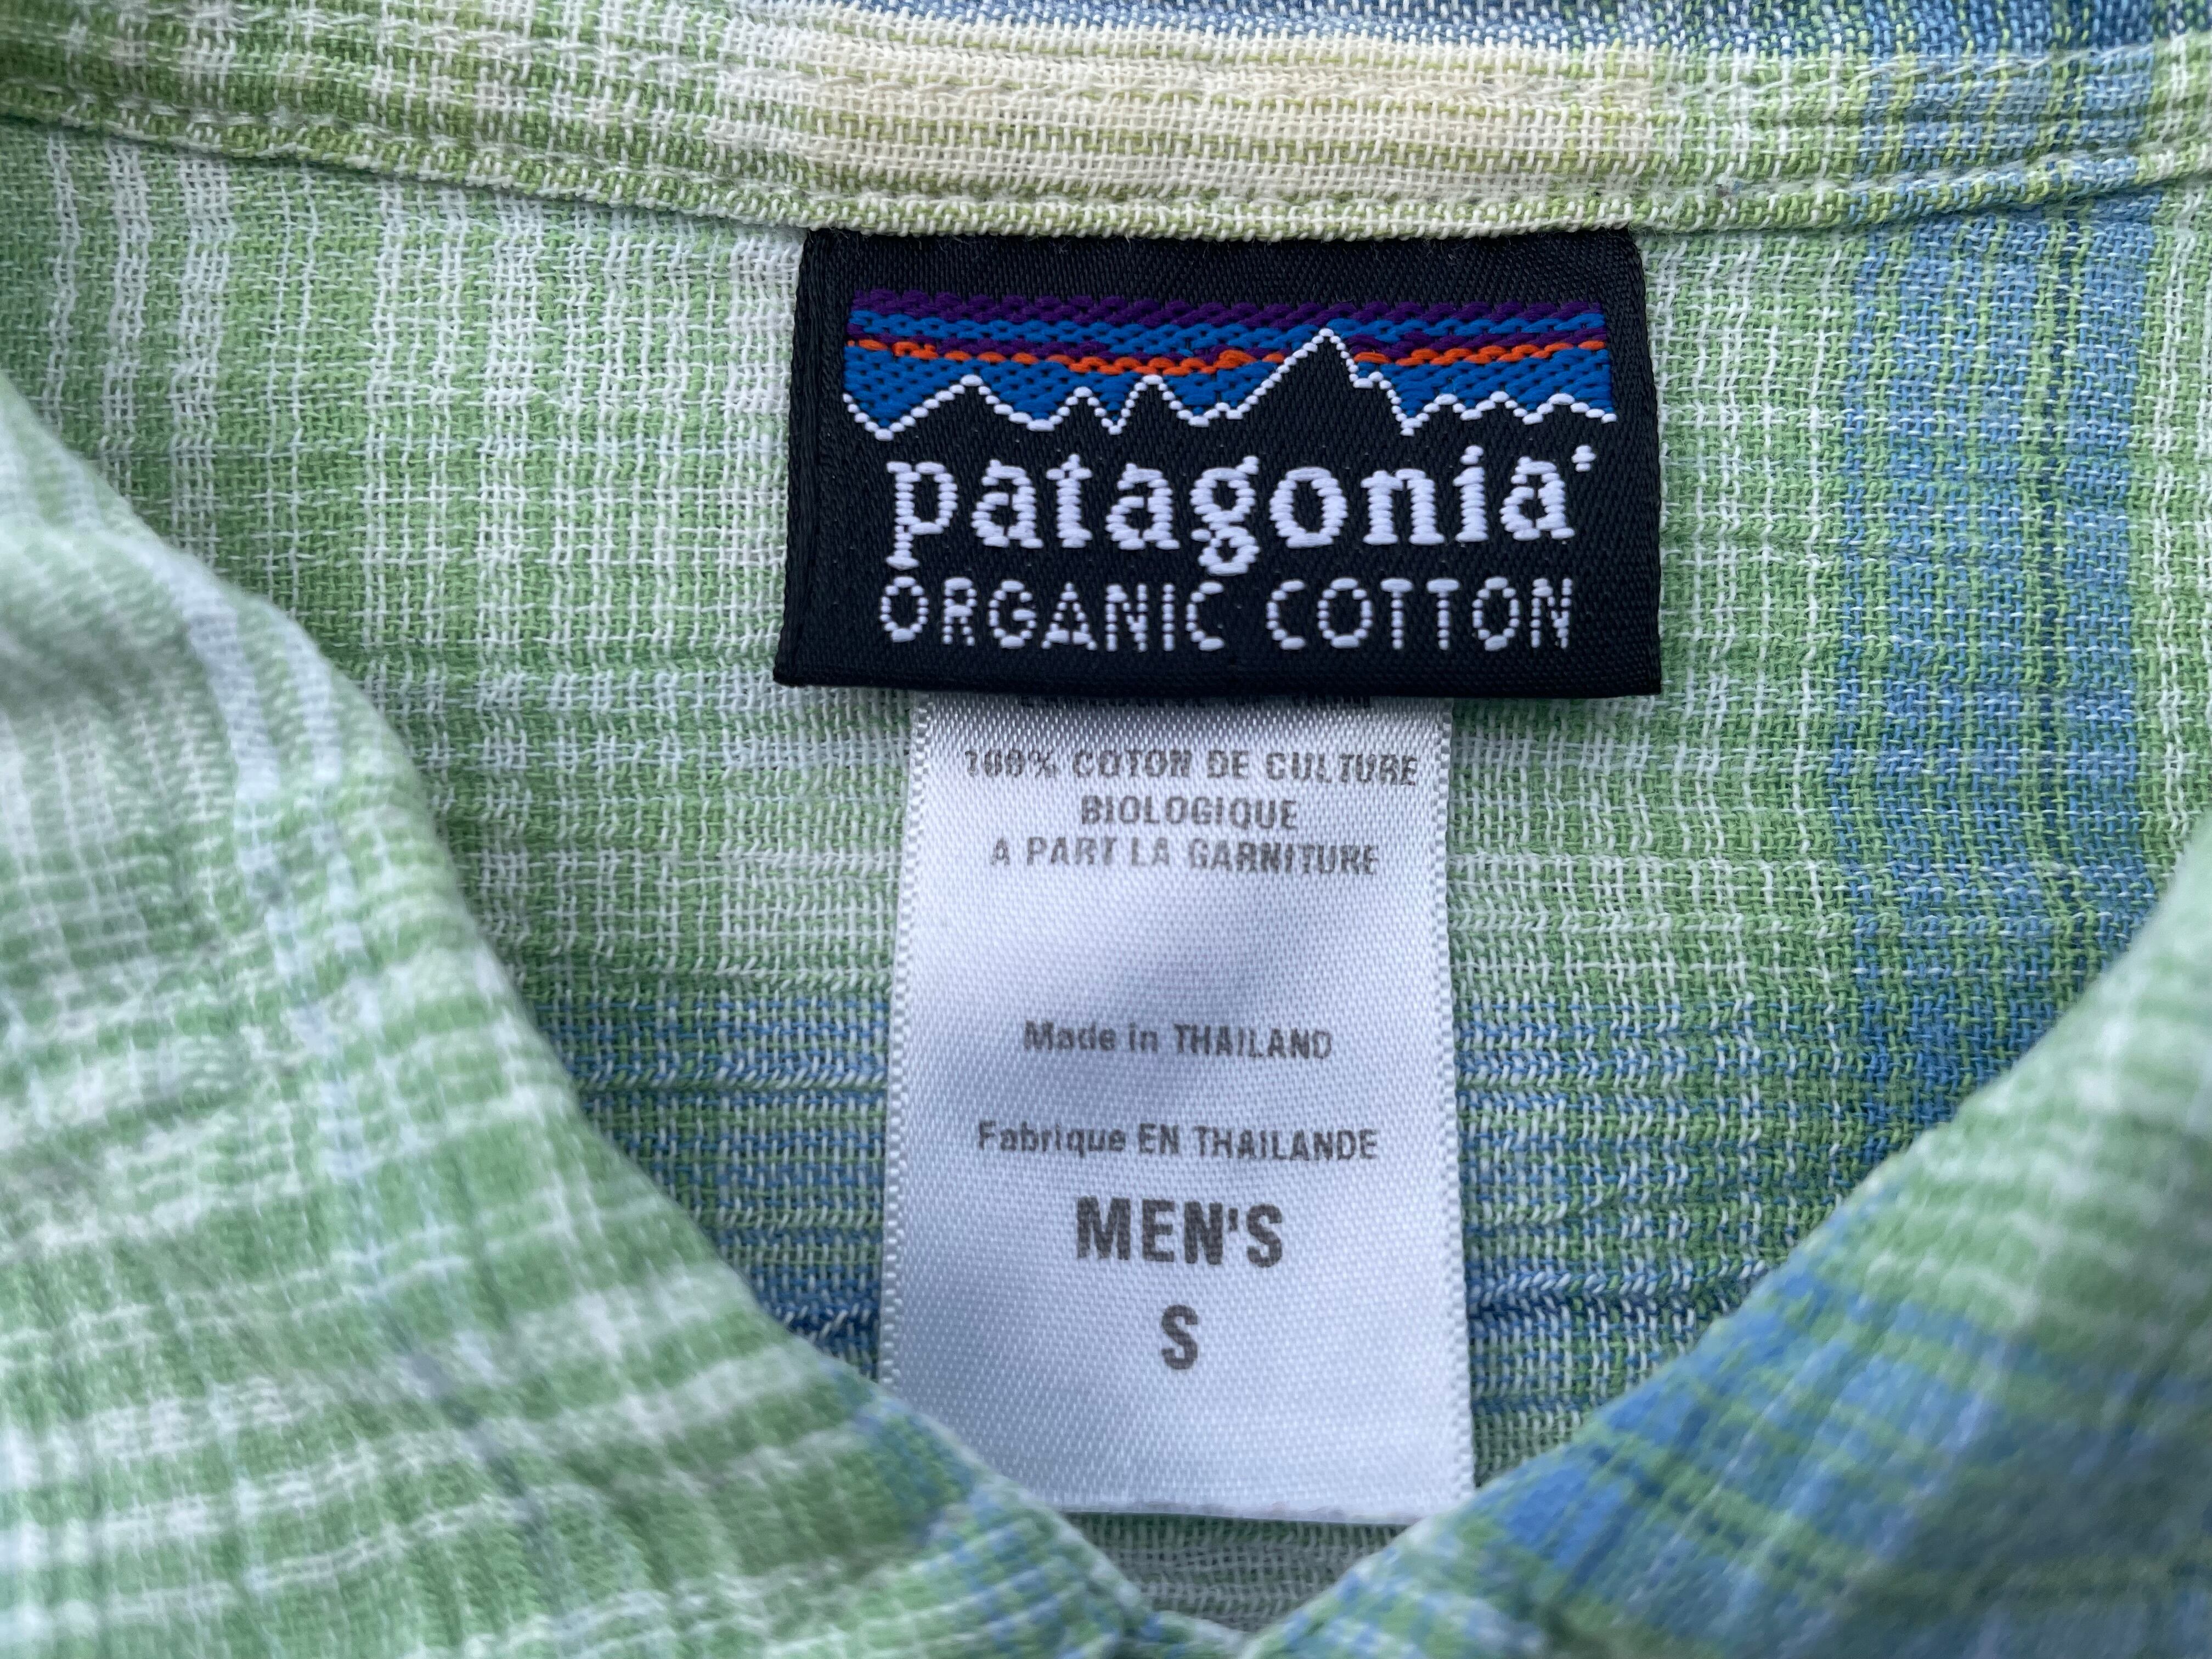 patagonia
ORGANIC COTTON
100% COTON DE CULTURE
BIOLOGIQUE
A PART LA GARNITURE
Made in THAILAND
Fabrique EN THAILANDE
MEN'S
S